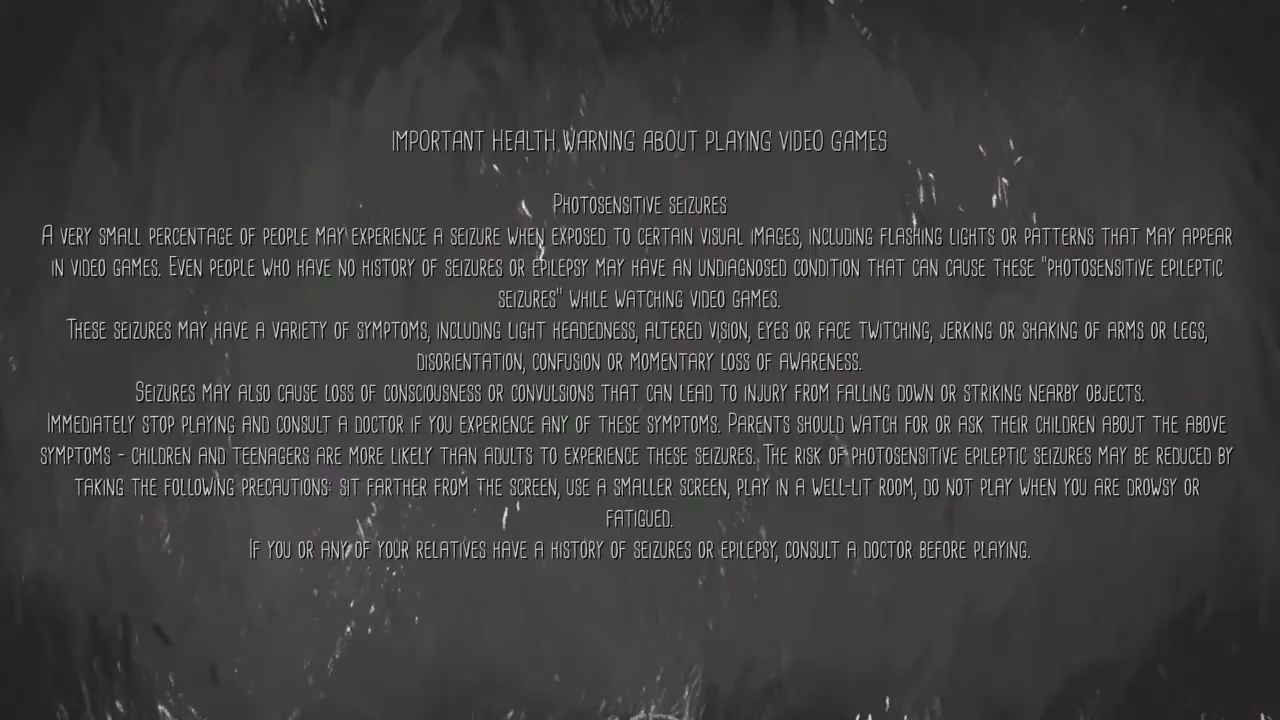 IMPORTANT HEALTH WARNING ABOUT PLAYING VIDEO GAMES
PHOTOSENSITIVE SEIZURES
A VERY SMALL PERCENTAGE OF PEOPLE MAY EXPERIENCE A SEIZURE WHEN EXPOSED TO CERTAIN VISUAL IMAGES, INCLUDING FLASHING LIGHTS OR PATTERNS THAT MAY APPEAR
IN VIDEO GAMES. EVEN PEOPLE WHO HAVE NO HISTORY OF SEIZURES OR EPILEPSY MAY HAVE AN UNDIAGNOSED CONDITION THAT CAN CAUSE THESE "PHOTOSENSITIVE EPILEPTIC
SEIZURES" WHILE WATCHING VIDEO GAMES.
THESE SEIZURES MAY HAVE A VARIETY OF SYMPTOMS, INCLUDING LIGHT HEADEDNESS, ALTERED VISION, EYES OR FACE TWITCHING, JERKING OR SHAKING OF ARMS OR LEGS,
DISORIENTATION, CONFUSION OR MOMENTARY LOSS OF AWARENESS.
SEIZURES MAY ALSO CAUSE LOSS OF CONSCIOUSNESS OR CONVULSIONS THAT CAN LEAD TO INJURY FROM FALLING DOWN OR STRIKING NEARBY OBJECTS.
IMMEDIATELY STOP PLAYING AND CONSULT A DOCTOR IF YOU EXPERIENCE ANY OF THESE SYMPTOMS. PARENTS SHOULD WATCH FOR OR ASK THEIR CHILDREN ABOUT THE ABOVE
SYMPTOMS - CHILDREN AND TEENAGERS ARE MORE LIKELY THAN ADULTS TO EXPERIENCE THESE SEIZURES. THE RISK OF PHOTOSENSITIVE EPILEPTIC SEIZURES MAY BE REDUCED BY
TAKING THE FOLLOWING PRECAUTIONS: SIT FARTHER FROM THE SCREEN, USE A SMALLER SCREEN, PLAY IN A WELL-LIT ROOM, DO NOT PLAY WHEN YOU ARE DROWSY OR
FATIGUED.
IF YOU OR ANY OF YOUR RELATIVES HAVE A HISTORY OF SEIZURES OR EPILEPSY, CONSULT A DOCTOR BEFORE PLAYING.